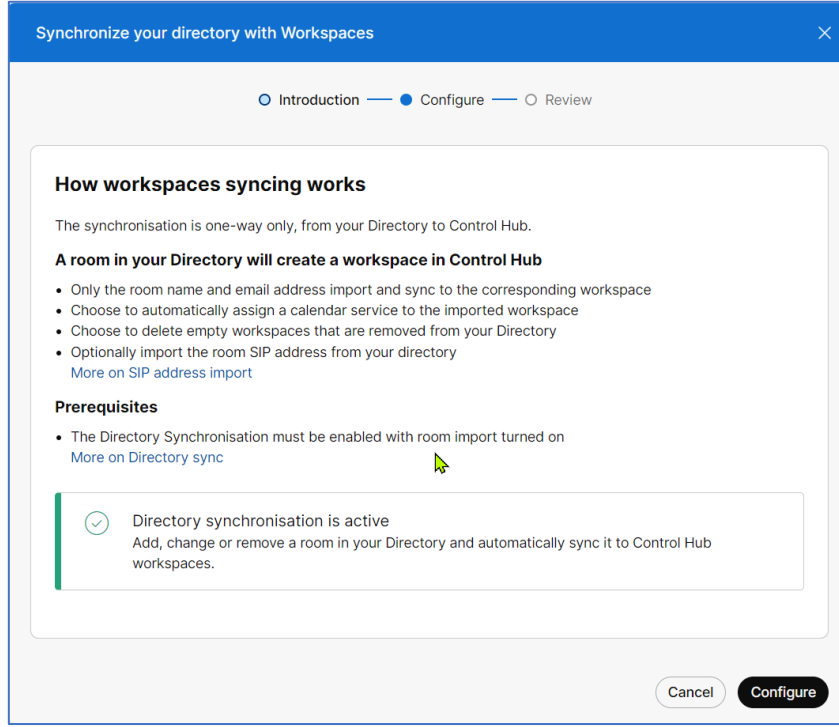 Synchronize your directory with Workspaces
Introduction Configure Review
How workspaces syncing works
The synchronisation is one-way only, from your Directory to Control Hub.
A room in your Directory will create a workspace in Control Hub
• Only the room name and email address import and sync to the corresponding workspace
• Choose to automatically assign a calendar service to the imported workspace
• Choose to delete empty workspaces that are removed from your Directory
• Optionally import the room SIP address from your directory
More on SIP address import
Prerequisites
• The Directory Synchronisation must be enabled with room import turned on
More on Directory sync
Directory synchronisation is active
Add, change or remove a room in your Directory and automatically sync it to Control Hub
workspaces.
Cancel Configure